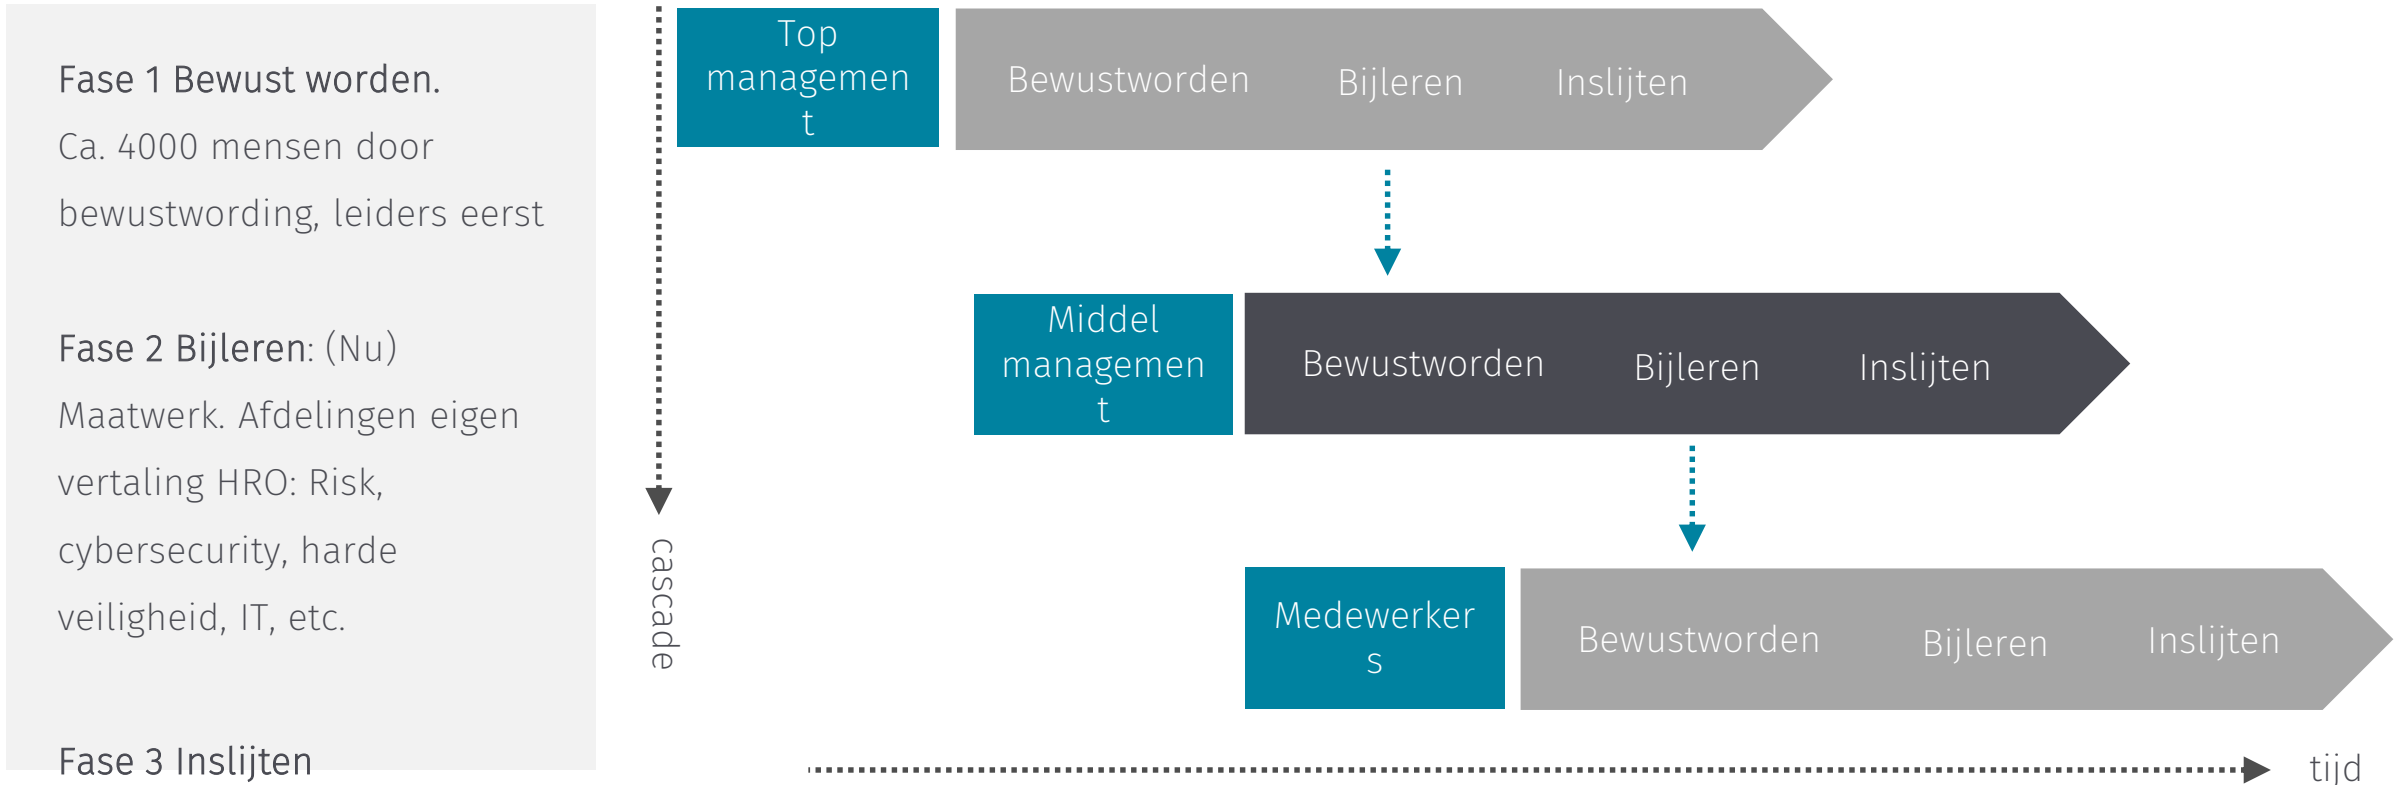 Fase 1 Bewust worden.
Ca. 4000 mensen door
bewustwording, leiders eerst
Fase 2 Bijleren: (Nu)
Maatwerk. Afdelingen eigen
vertaling HRO: Risk,
cybersecurity, harde
veiligheid, IT, etc.
Fase 3 Inslijten
cascade
Top
managemen
t
Bewustworden Bijleren Inslijten
Middel
managemen
t
Bewustworden Bijleren Inslijten
Medewerker
s
Bewustworden Bijleren Inslijten
tijd